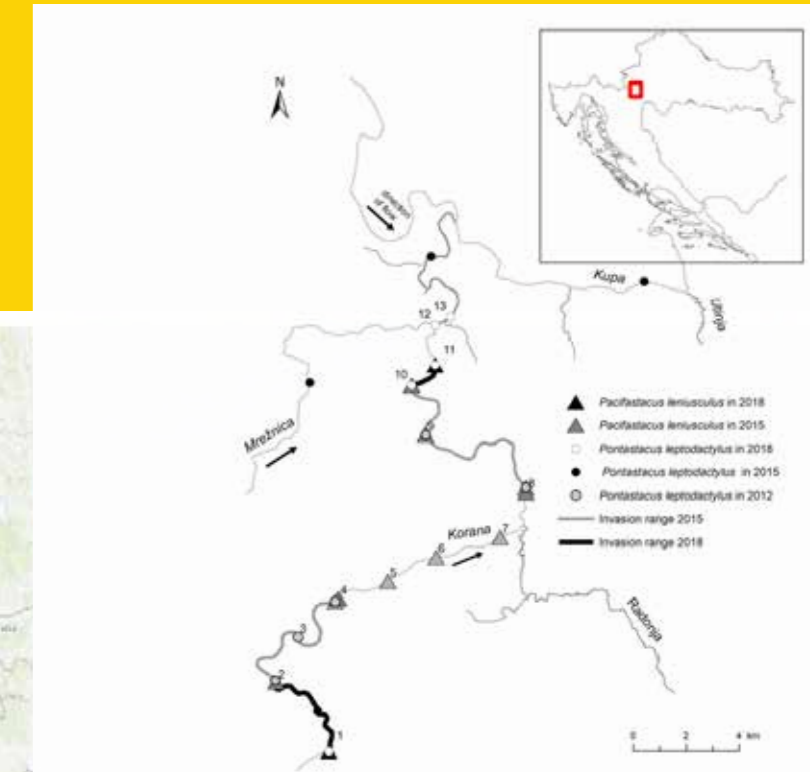 N
direction
of flow
Kupa
Utinja
13
12
11
10
Mrežnica
Pacifastacus leniusculus in 2018
Pacifastacus leniusculus in 2015
Pontastacus leptodactylus in 2018
Pontastacus leptodactylus in 2015
Pontastacus leptodactylus in 2012
Invasion range 2015
Invasion range 2018
8
Korana
7
6
5
4
3
2
Radonja
1
0 2 4 km